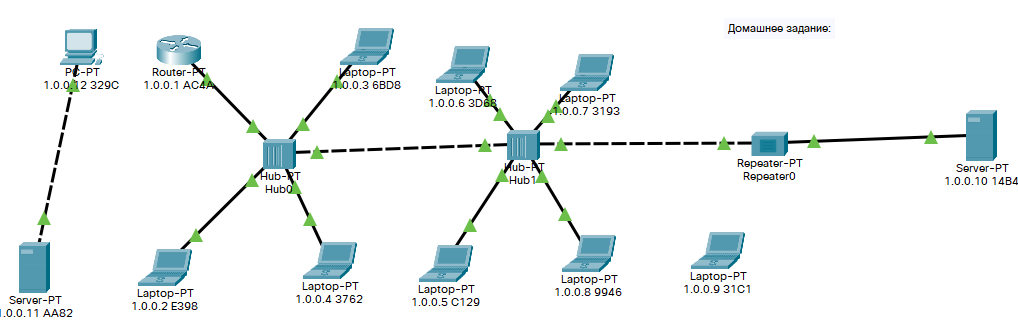 Домашнее задание:
PC-PT
1.0.0.12 329C
Router-PT
1.0.0.1 AC4A
Laptop-PT
1.0.0.3 6BD8
Laptop-PT
1.0.0.6 3D68
Laptop-PT
1.0.0.7 3193
Hub-PT
Hub0
Hub-PT
Hub1
Repeater-PT
Repeater0
Server-PT
1.0.0.10 14B4
Server-PT
1.0.0.11 AA82
Laptop-PT
1.0.0.2 E398
Laptop-PT
1.0.0.4 3762
Laptop-PT
1.0.0.5 C129
Laptop-PT
1.0.0.8 9946
Laptop-PT
1.0.0.9 31C1